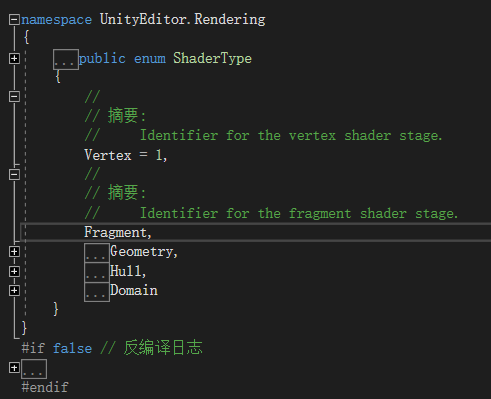 namespace UnityEditor.Rendering
{
...public enum ShaderType
{
//
// 摘要:
// Identifier for the vertex shader stage.
Vertex = 1,
//
// 摘要:
// Identifier for the fragment shader stage.
Fragment,
...Geometry,
...Hull,
...Domain
}
}
#if false // 反编译日志
...
#endif